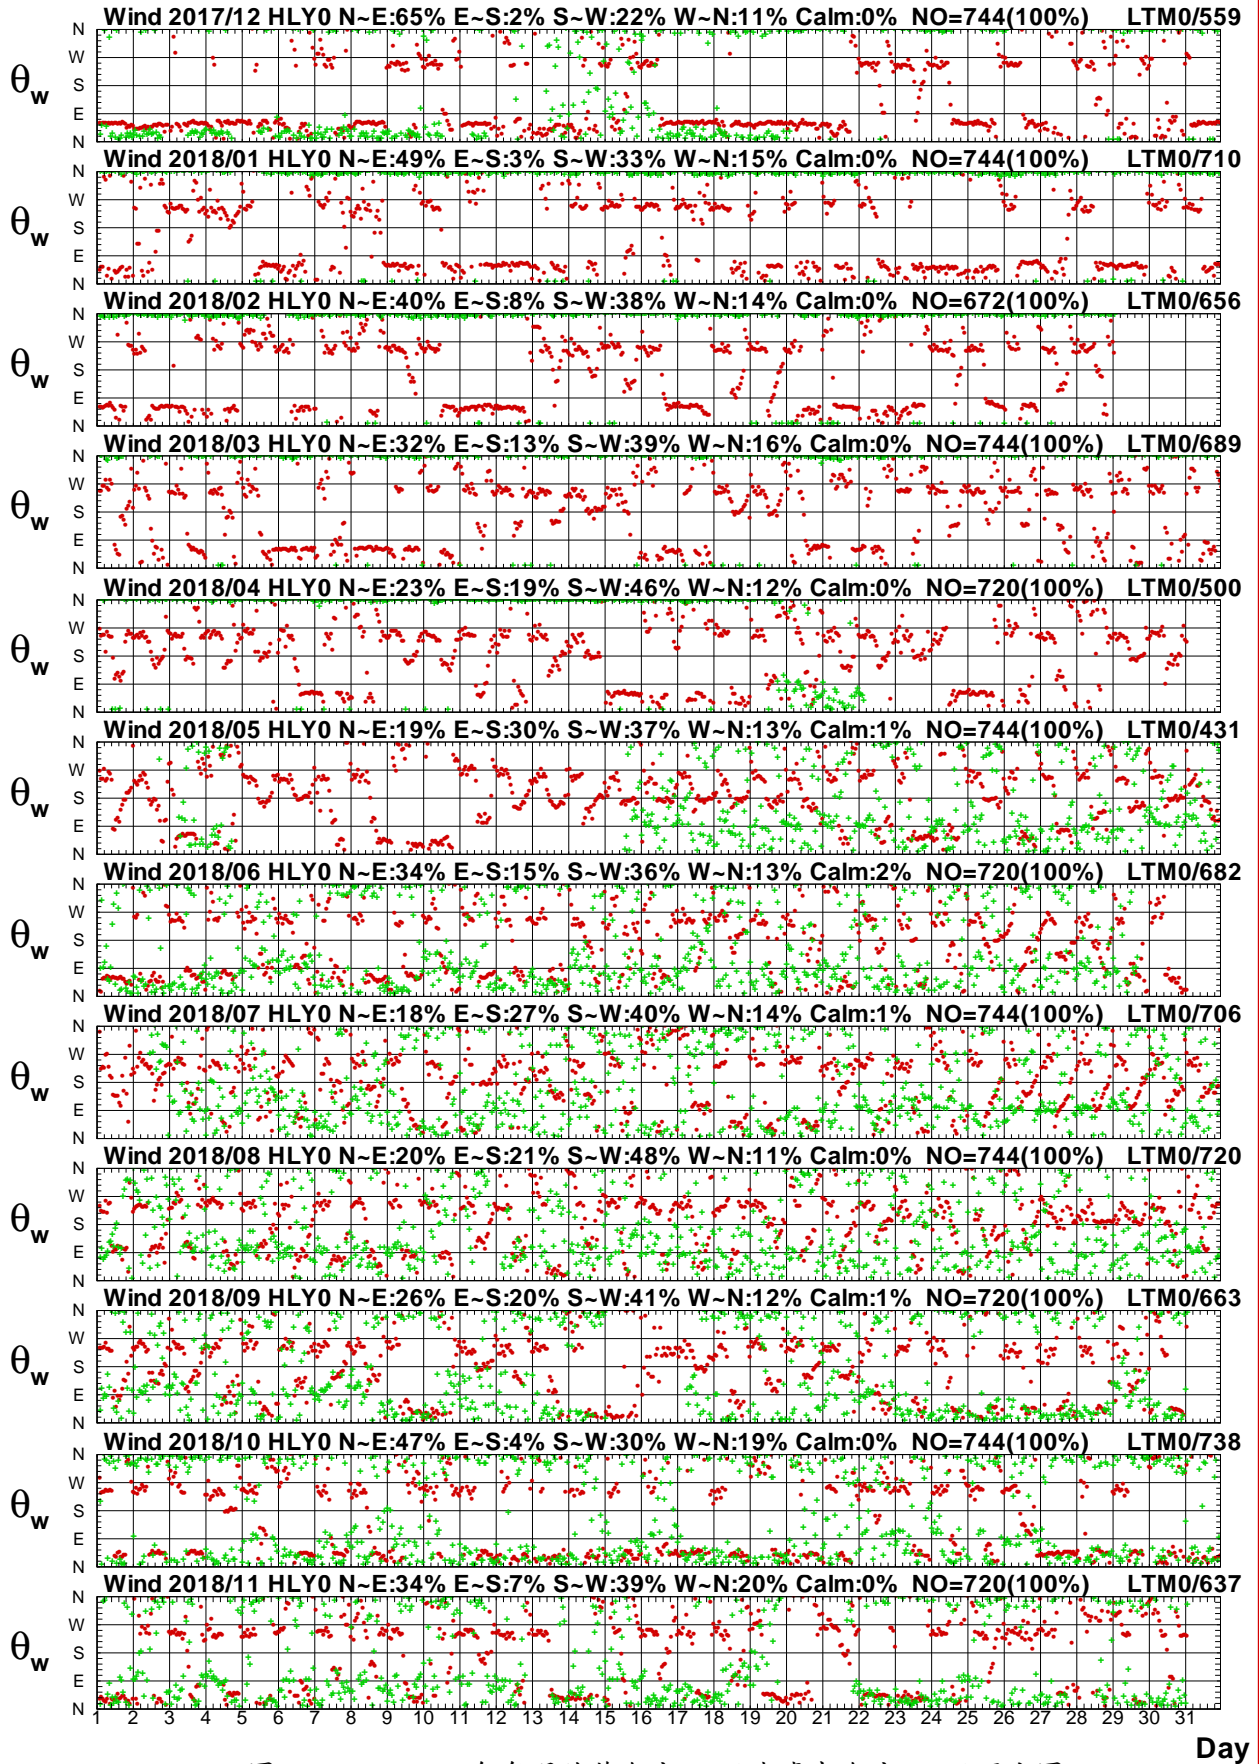 Wind 2017/12 HLY0 N~E:65% E~S:2% S~W:22% W~N:11% Calm:0% NO=744(100%) LTM0/559
N
W
θw
S
E
N
Wind 2018/01 HLY0 N~E:49% E~S:3% S~W:33% W~N:15% Calm:0% NO=744(100%) LTM0/710
N
W
θw
S
E
N
Wind 2018/02 HLY0 N~E:40% E~S:8% S~W:38% W~N:14% Calm:0% NO=672(100%) LTM0/656
N
W
θw
S
E
N
Wind 2018/03 HLY0 N~E:32% E~S:13% S~W:39% W~N:16% Calm:0% NO=744(100%) LTM0/689
N
W
θw
S
E
N
Wind 2018/04 HLY0 N~E:23% E~S:19% S~W:46% W~N:12% Calm:0% NO=720(100%) LTM0/500
N
W
θw
S
E
N
Wind 2018/05 HLY0 N~E:19% E~S:30% S~W:37% W~N:13% Calm:1% NO=744(100%) LTM0/431
N
W
θw
S
E
N
Wind 2018/06 HLY0 N~E:34% E~S:15% S~W:36% W~N:13% Calm:2% NO=720(100%) LTM0/682
N
W
θw
S
E
N
Wind 2018/07 HLY0 N~E:18% E~S:27% S~W:40% W~N:14% Calm:1% NO=744(100%) LTM0/706
N
W
θw
S
E
N
Wind 2018/08 HLY0 N~E:20% E~S:21% S~W:48% W~N:11% Calm:0% NO=744(100%) LTM0/720
N
W
θw
S
E
N
Wind 2018/09 HLY0 N~E:26% E~S:20% S~W:41% W~N:12% Calm:1% NO=720(100%) LTM0/663
N
W
θw
S
E
N
Wind 2018/10 HLY0 N~E:47% E~S:4% S~W:30% W~N:19% Calm:0% NO=744(100%) LTM0/738
N
W
θw
S
E
N
Wind 2018/11 HLY0 N~E:34% E~S:7% S~W:39% W~N:20% Calm:0% NO=720(100%) LTM0/637
N
W
θw
S
E
N
1 2 3 4 5 6 7 8 9 10 11 12 13 14 15 16 17 18 19 20 21 22 23 24 25 26 27 28 29 30 31
Day